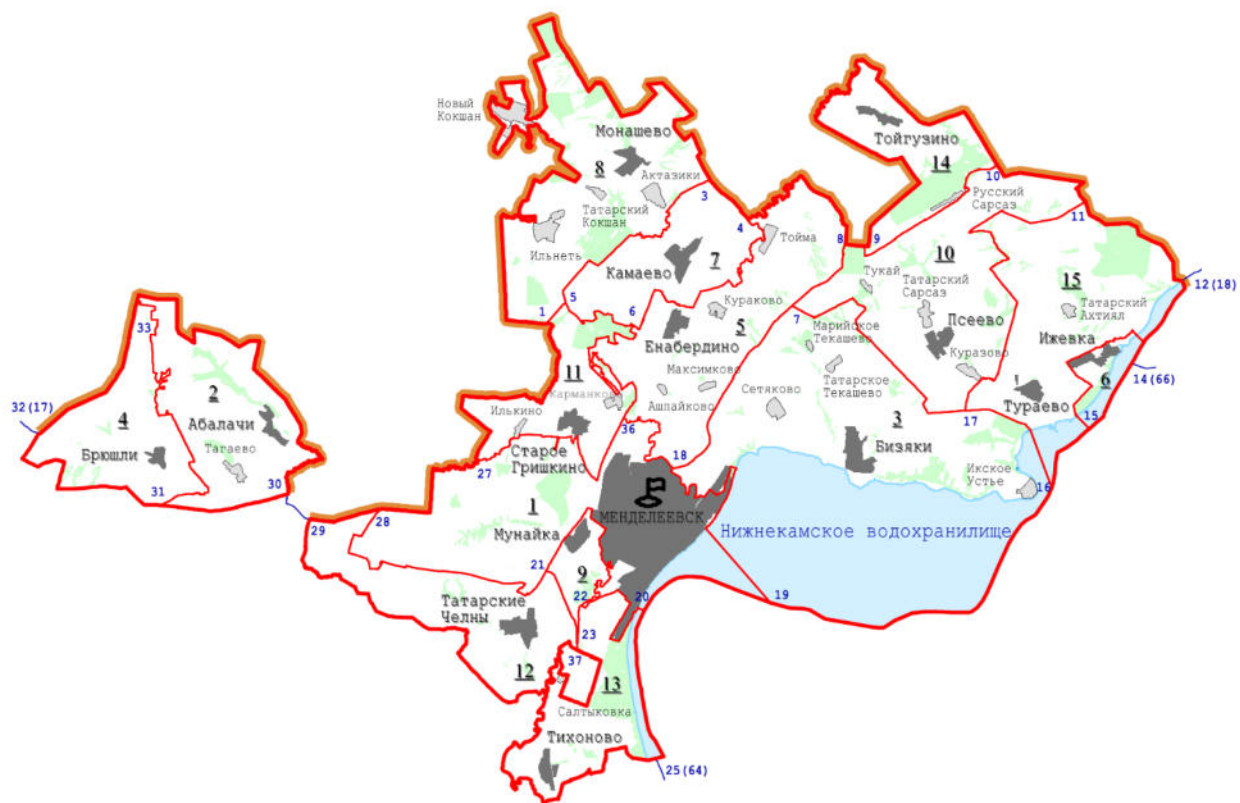 Новый
Кокшан
Монашево
8
Актазики
3
Татарский
Кокшан
Ильнеть
4
Тойма
Камаево
7
1
5
6
Кураково
5
Енабердино
Максимково
Ашпайково
Тойгузино
14
10
Русский
Сарсаз
11
8
9
10
Тукай
Татарский
Сарсаз
Псеево
Куразово
15
Татарский
Ахтиял
12 (18)
Ижевка
6
14 (66)
15
Тураево
17
7
Марийское
Текашево
Татарское
Текашево
Сетяково
3
Бизяки
Икское
Устье
16
33
2
32 (17)
4
Абалачи
Брюшли
Тагаево
31
30
29
11
Карманково
Илькино
36
Старое
Гришкино
27
18
28
1
Мунайка
МЕНДЕЛЕЕВСК
Нижнекамское водохранилище
21
9
22
20
19
Татарские
Челны
23
37
12
13
Салтыковка
Тихоново
25 (64)